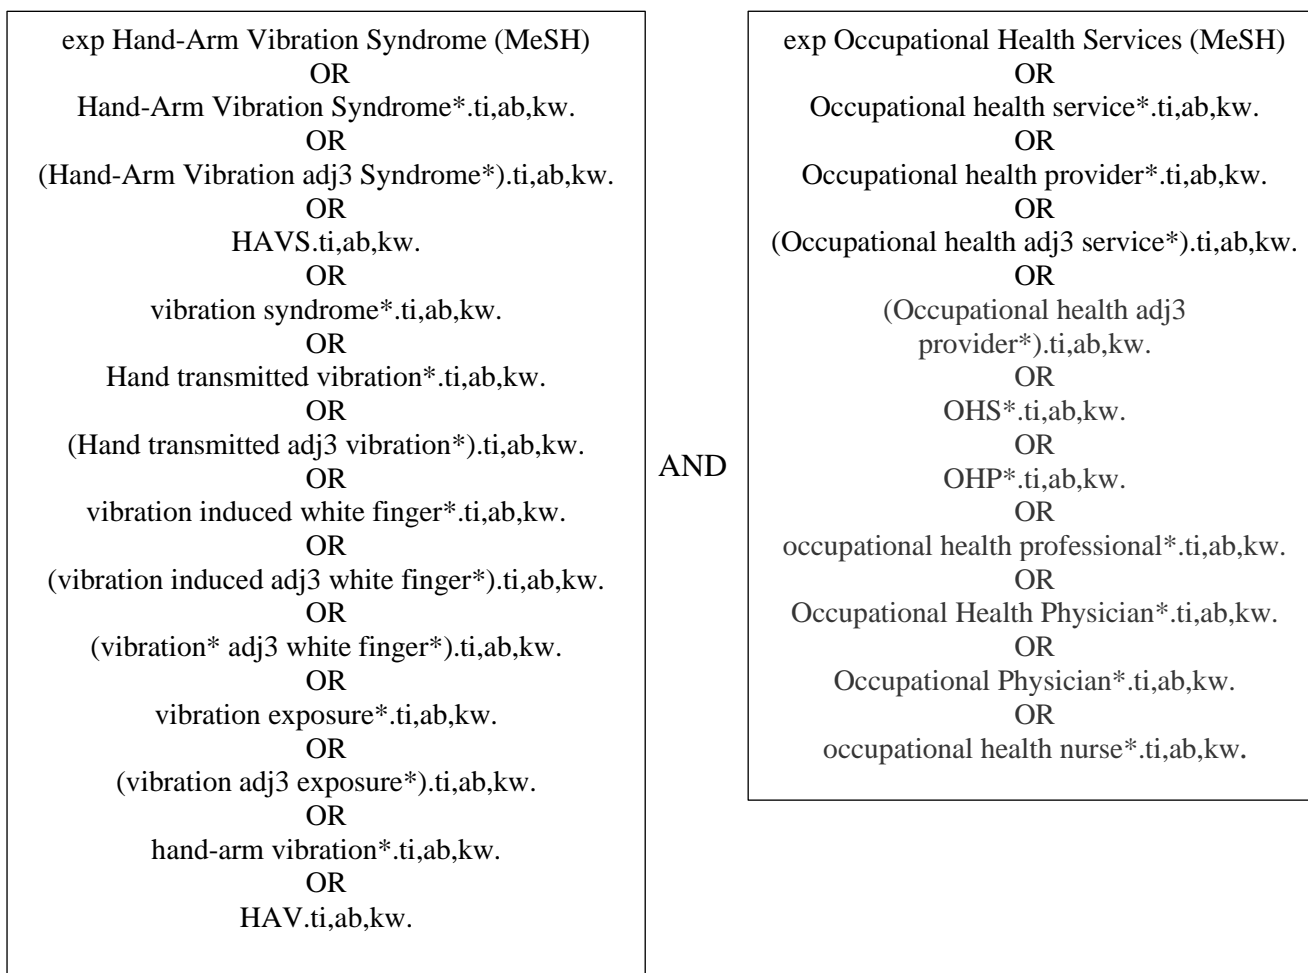 exp Hand-Arm Vibration Syndrome (MeSH)
OR
Hand-Arm Vibration Syndrome*.ti,ab,kw.
OR
(Hand-Arm Vibration adj3 Syndrome*).ti,ab,kw.
OR
HAVS.ti,ab,kw.
OR
vibration syndrome*.ti,ab,kw.
OR
Hand transmitted vibration*.ti,ab,kw.
OR
(Hand transmitted adj3 vibration*).ti,ab,kw.
OR
vibration induced white finger*.ti,ab,kw.
OR
(vibration induced adj3 white finger*).ti,ab,kw.
OR
(vibration* adj3 white finger*).ti,ab,kw.
OR
vibration exposure*.ti,ab,kw.
OR
(vibration adj3 exposure*).ti,ab,kw.
OR
hand-arm vibration*.ti,ab,kw.
OR
HAV.ti,ab,kw.
AND
exp Occupational Health Services (MeSH)
OR
Occupational health service*.ti,ab,kw.
OR
Occupational health provider*.ti,ab,kw.
OR
(Occupational health adj3 service*).ti,ab,kw.
OR
(Occupational health adj3
provider*).ti,ab,kw.
OR
OHS*.ti,ab,kw.
OR
OHP*.ti,ab,kw.
OR
occupational health professional*.ti,ab,kw.
OR
Occupational Health Physician*.ti,ab,kw.
OR
Occupational Physician*.ti,ab,kw.
OR
occupational health nurse*.ti,ab,kw.